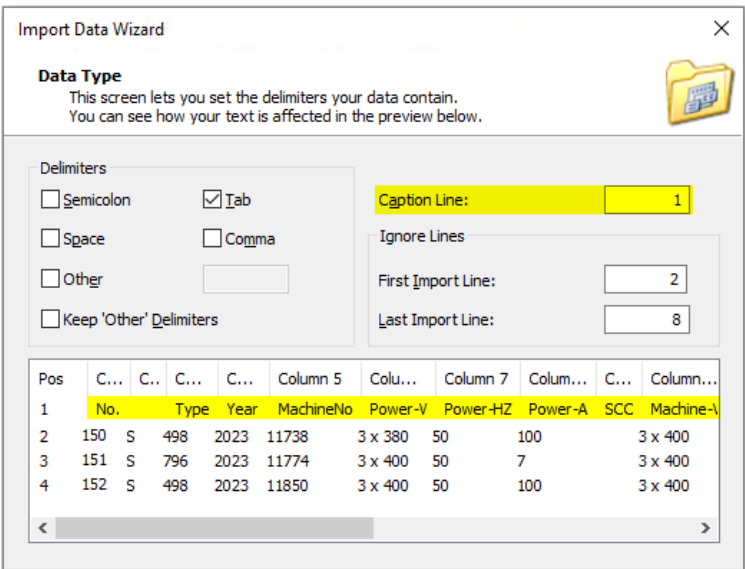 Import Data Wizard
Data Type
This screen lets you set the delimiters your data contain.
You can see how your text is affected in the preview below.
Delimiters
Semicolon Tab
Space Comma
Other
Keep 'Other' Delimiters
Caption Line: 1
Ignore Lines
First Import Line: 2
Last Import Line: 8
Pos C... C.. C... C... Column 5 Colu... Column 7 Colum... C... Column...
1 No. Type Year MachineNo Power-V Power-HZ Power-A SCC Machine-V
2 150 S 498 2023 11738 3 x 380 50 100 3 x 400
3 151 S 796 2023 11774 3 x 400 50 7 3 x 400
4 152 S 498 2023 11850 3 x 400 50 100 3 x 400